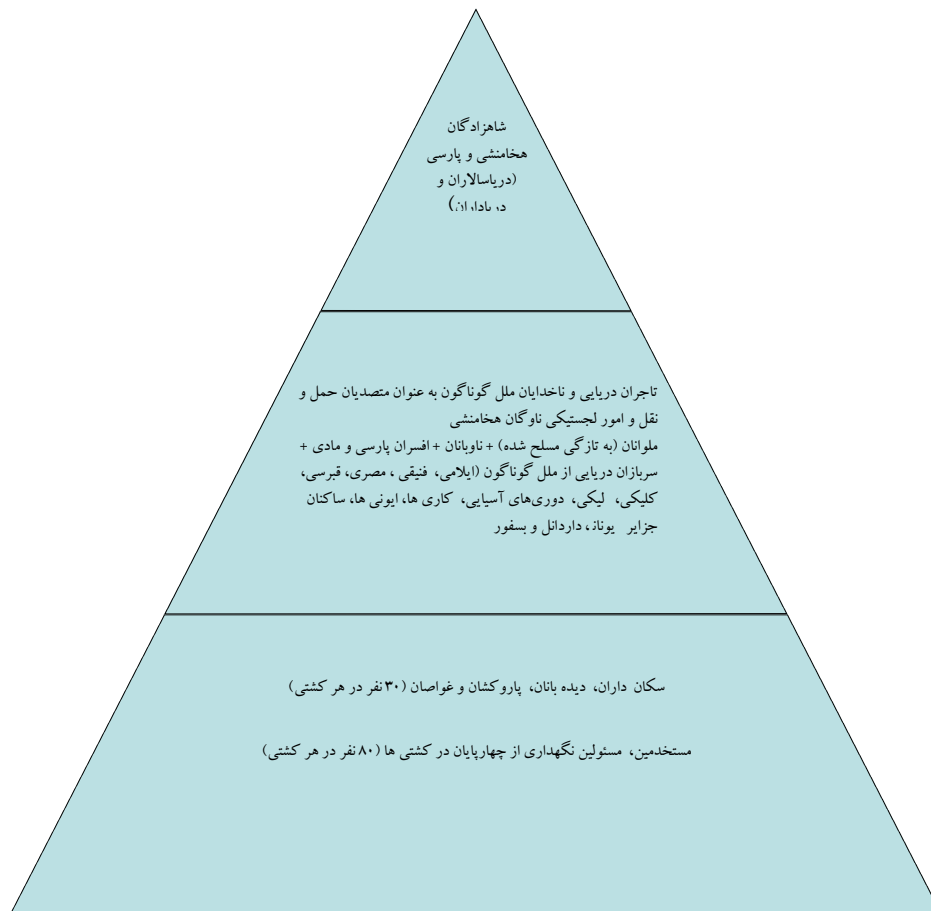 شاهزادگان
هخامنشی و پارسی
(دریاسالاران و
دریاداران)
تاجران دریایی و ناخدایان ملل گوناگون به عنوان متصدیان حمل و
نقل و امور لجستیکی ناوگان هخامنشی
ملوانان (به تازگی مسلح شده) + ناوبانان + افسران پارسی و مادی +
سربازان دریایی از ملل گوناگون (ایلامی، فنیقی ، مصری، قبرسی،
کلیکی، لیکی، دوری‌های آسیایی، کاری ها، ایونی ها، ساکنان
جزایر یونان، داردانل و بسفور
سکان داران، دیده بانان، پاروکشان و غواصان (۳۰ نفر در هر کشتی)
مستخدمین، مسئولین نگهداری از چهارپایان در کشتی ها (۸۰ نفر در هر کشتی)